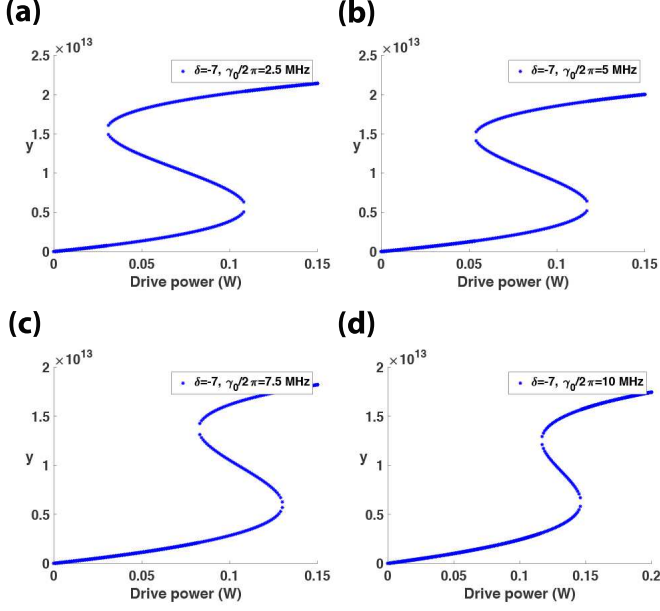 (a) (b)
×10^13 ×10^13
2.5 2.5
δ=-7, γ_0/2π=2.5 MHz δ=-7, γ_0/2π=5 MHz
2 2
1.5 1.5
y y
1 1
0.5 0.5
0 0
0 0.05 0.1 0.15 0 0.05 0.1 0.15
Drive power (W) Drive power (W)
(c) (d)
×10^13 ×10^13
2 2
δ=-7, γ_0/2π=7.5 MHz δ=-7, γ_0/2π=10 MHz
1.5 1.5
y y
1 1
0.5 0.5
0 0
0 0.05 0.1 0.15 0 0.05 0.1 0.15 0.2
Drive power (W) Drive power (W)